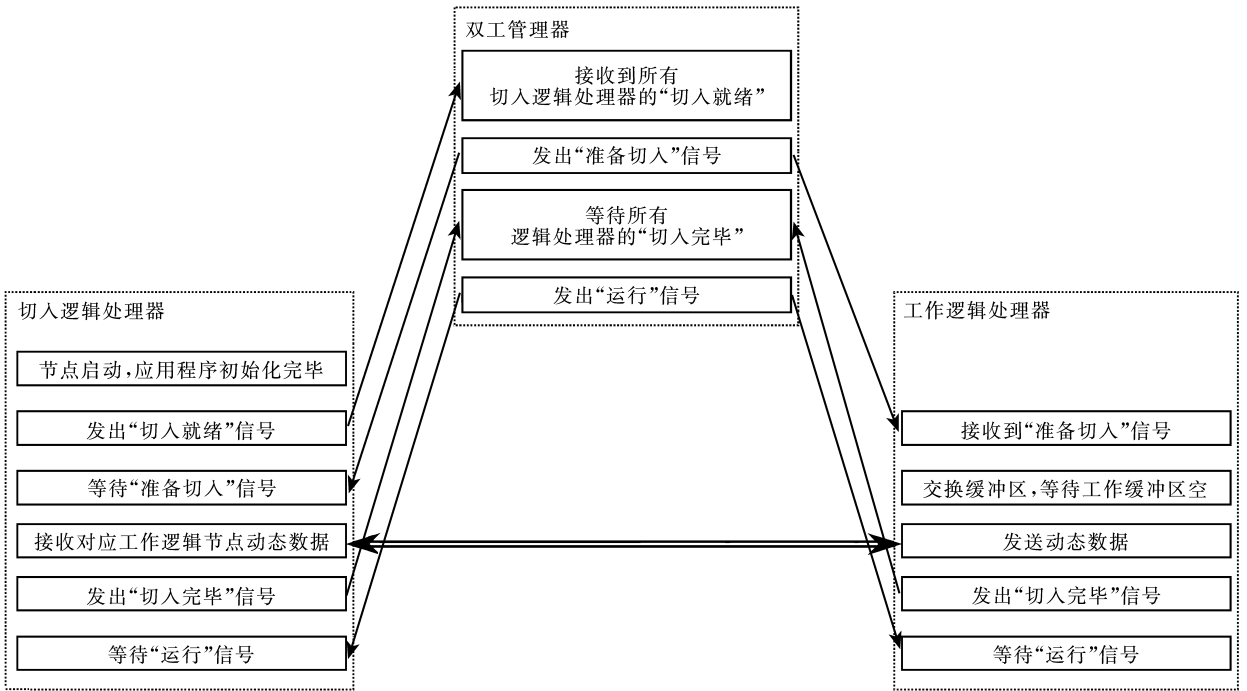 双工管理器
接收到所有
切入逻辑处理器的“切入就绪”
发出“准备切入”信号
等待所有
逻辑处理器的“切入完毕”
发出“运行”信号
切入逻辑处理器
节点启动,应用程序初始化完毕
发出“切入就绪”信号
等待“准备切入”信号
接收对应工作逻辑节点动态数据
发出“切入完毕”信号
等待“运行”信号
工作逻辑处理器
接收到“准备切入”信号
交换缓冲区,等待工作缓冲区空
发送动态数据
发出“切入完毕”信号
等待“运行”信号